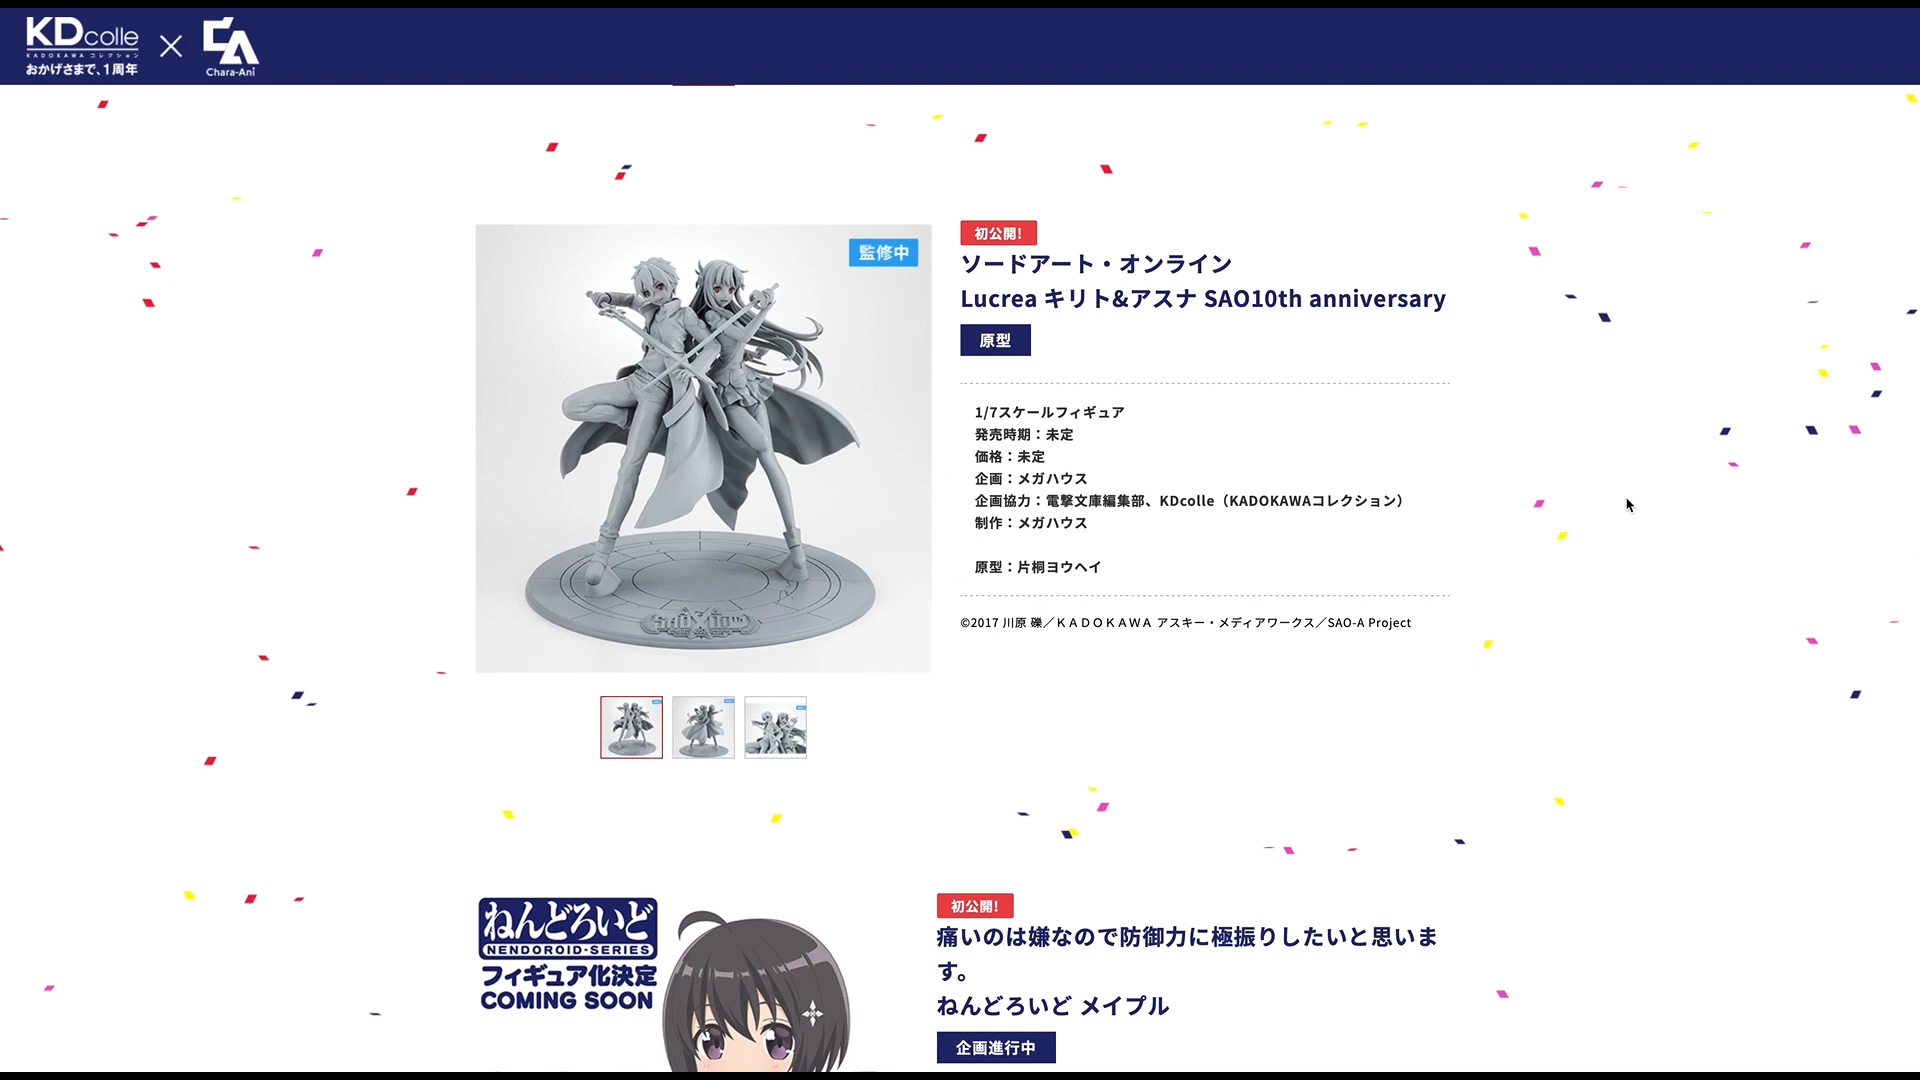 KDcolle
KADOKAWA コレクション
おかげさまで、1周年
CA
Chara-Ani
監修中
初公開!
ソードアート・オンライン
Lucrea キリト&アスナ SAO10th anniversary
原型
1/7スケールフィギュア
発売時期：未定
価格：未定
企画：メガハウス
企画協力：電撃文庫編集部、KDcolle（KADOKAWAコレクション）
制作：メガハウス
原型：片桐ヨウヘイ
©2017 川原 礫／ＫＡＤＯＫＡＷＡ アスキー・メディアワークス／SAO-A Project
ねんどろいど
NENDOROID·SERIES
フィギュア化決定
COMING SOON
初公開!
痛いのは嫌なので防御力に極振りしたいと思いま
す。
ねんどろいど メイプル
企画進行中